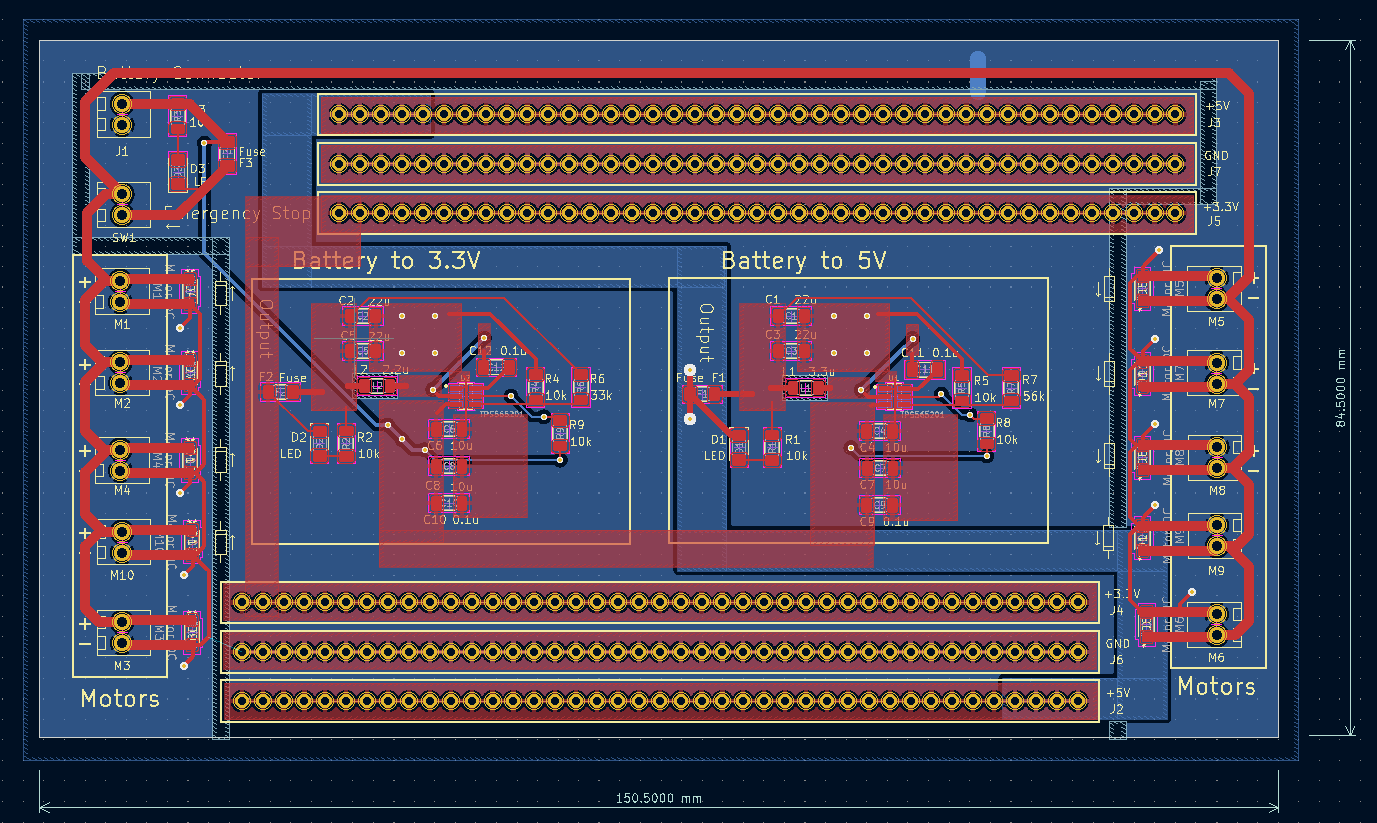 Battery Connector
+5V
J3
GND
J7
+3.3V
J5
J1
D3
Fuse
F3
Emergency Stop
←
SW1
Battery to 3.3V
Battery to 5V
84.5000 mm
+
M1
M2
M4
+
M10
+
−
M3
Motors
Output
C2 22u
C5 22u
2.2u
C12 0.1u
F2 Fuse
R4
10k
R6
33k
R9
10k
D2
LED
R2
10k
C6 10u
C8 10u
C10 0.1u
Output
C1 22u
C3 22u
L1 3.3u
C11 0.1u
Fuse F1
R5
10k
R7
56k
R8
10k
D1
LED
R1
10k
C4 10u
C7 10u
C9 0.1u
+
−
M5
M7
M8
M9
M6
Motors
+3.3V
J4
GND
J6
+5V
J2
150.5000 mm